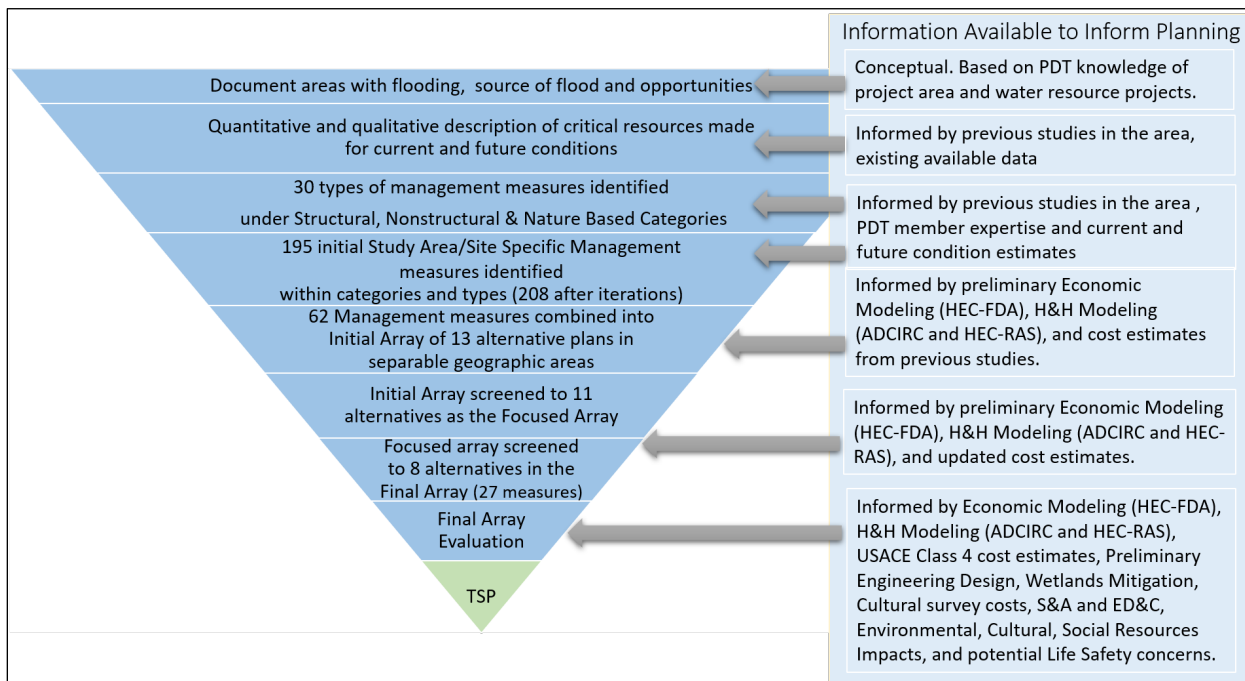 Information Available to Inform Planning
Document areas with flooding, source of flood and opportunities
Conceptual. Based on PDT knowledge of
project area and water resource projects.
Quantitative and qualitative description of critical resources made
for current and future conditions
Informed by previous studies in the area,
existing available data
30 types of management measures identified
under Structural, Nonstructural & Nature Based Categories
Informed by previous studies in the area ,
PDT member expertise and current and
future condition estimates
195 initial Study Area/Site Specific Management
measures identified
within categories and types (208 after iterations)
62 Management measures combined into
Initial Array of 13 alternative plans in
separable geographic areas
Informed by preliminary Economic
Modeling (HEC-FDA), H&H Modeling
(ADCIRC and HEC-RAS), and cost estimates
from previous studies.
Initial Array screened to 11
alternatives as the Focused Array
Focused array screened
to 8 alternatives in the
Final Array (27 measures)
Informed by preliminary Economic Modeling
(HEC-FDA), H&H Modeling (ADCIRC and HEC-
RAS), and updated cost estimates.
Final Array
Evaluation
Informed by Economic Modeling (HEC-FDA),
H&H Modeling (ADCIRC and HEC-RAS),
USACE Class 4 cost estimates, Preliminary
Engineering Design, Wetlands Mitigation,
Cultural survey costs, S&A and ED&C,
Environmental, Cultural, Social Resources
Impacts, and potential Life Safety concerns.
TSP